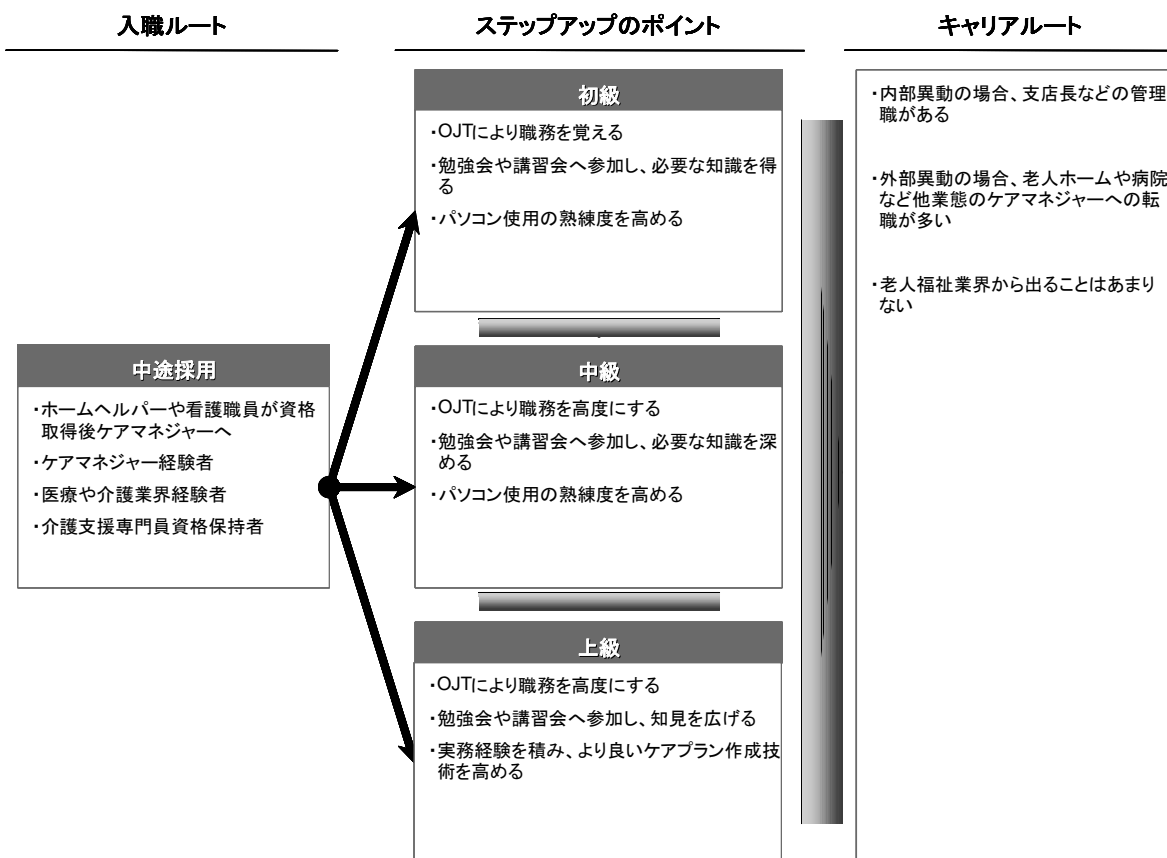 入職ルート
ステップアップのポイント
キャリアルート
中途採用
・ホームヘルパーや看護職員が資格
取得後ケアマネジャーへ
・ケアマネジャー経験者
・医療や介護業界経験者
・介護支援専門員資格保持者
初級
・OJTにより職務を覚える
・勉強会や講習会へ参加し、必要な知識を得
る
・パソコン使用の熟練度を高める
中級
・OJTにより職務を高度にする
・勉強会や講習会へ参加し、必要な知識を深
める
・パソコン使用の熟練度を高める
上級
・OJTにより職務を高度にする
・勉強会や講習会へ参加し、知見を広げる
・実務経験を積み、より良いケアプラン作成技
術を高める
・内部異動の場合、支店長などの管理
職がある
・外部異動の場合、老人ホームや病院
など他業態のケアマネジャーへの転
職が多い
・老人福祉業界から出ることはあまり
ない